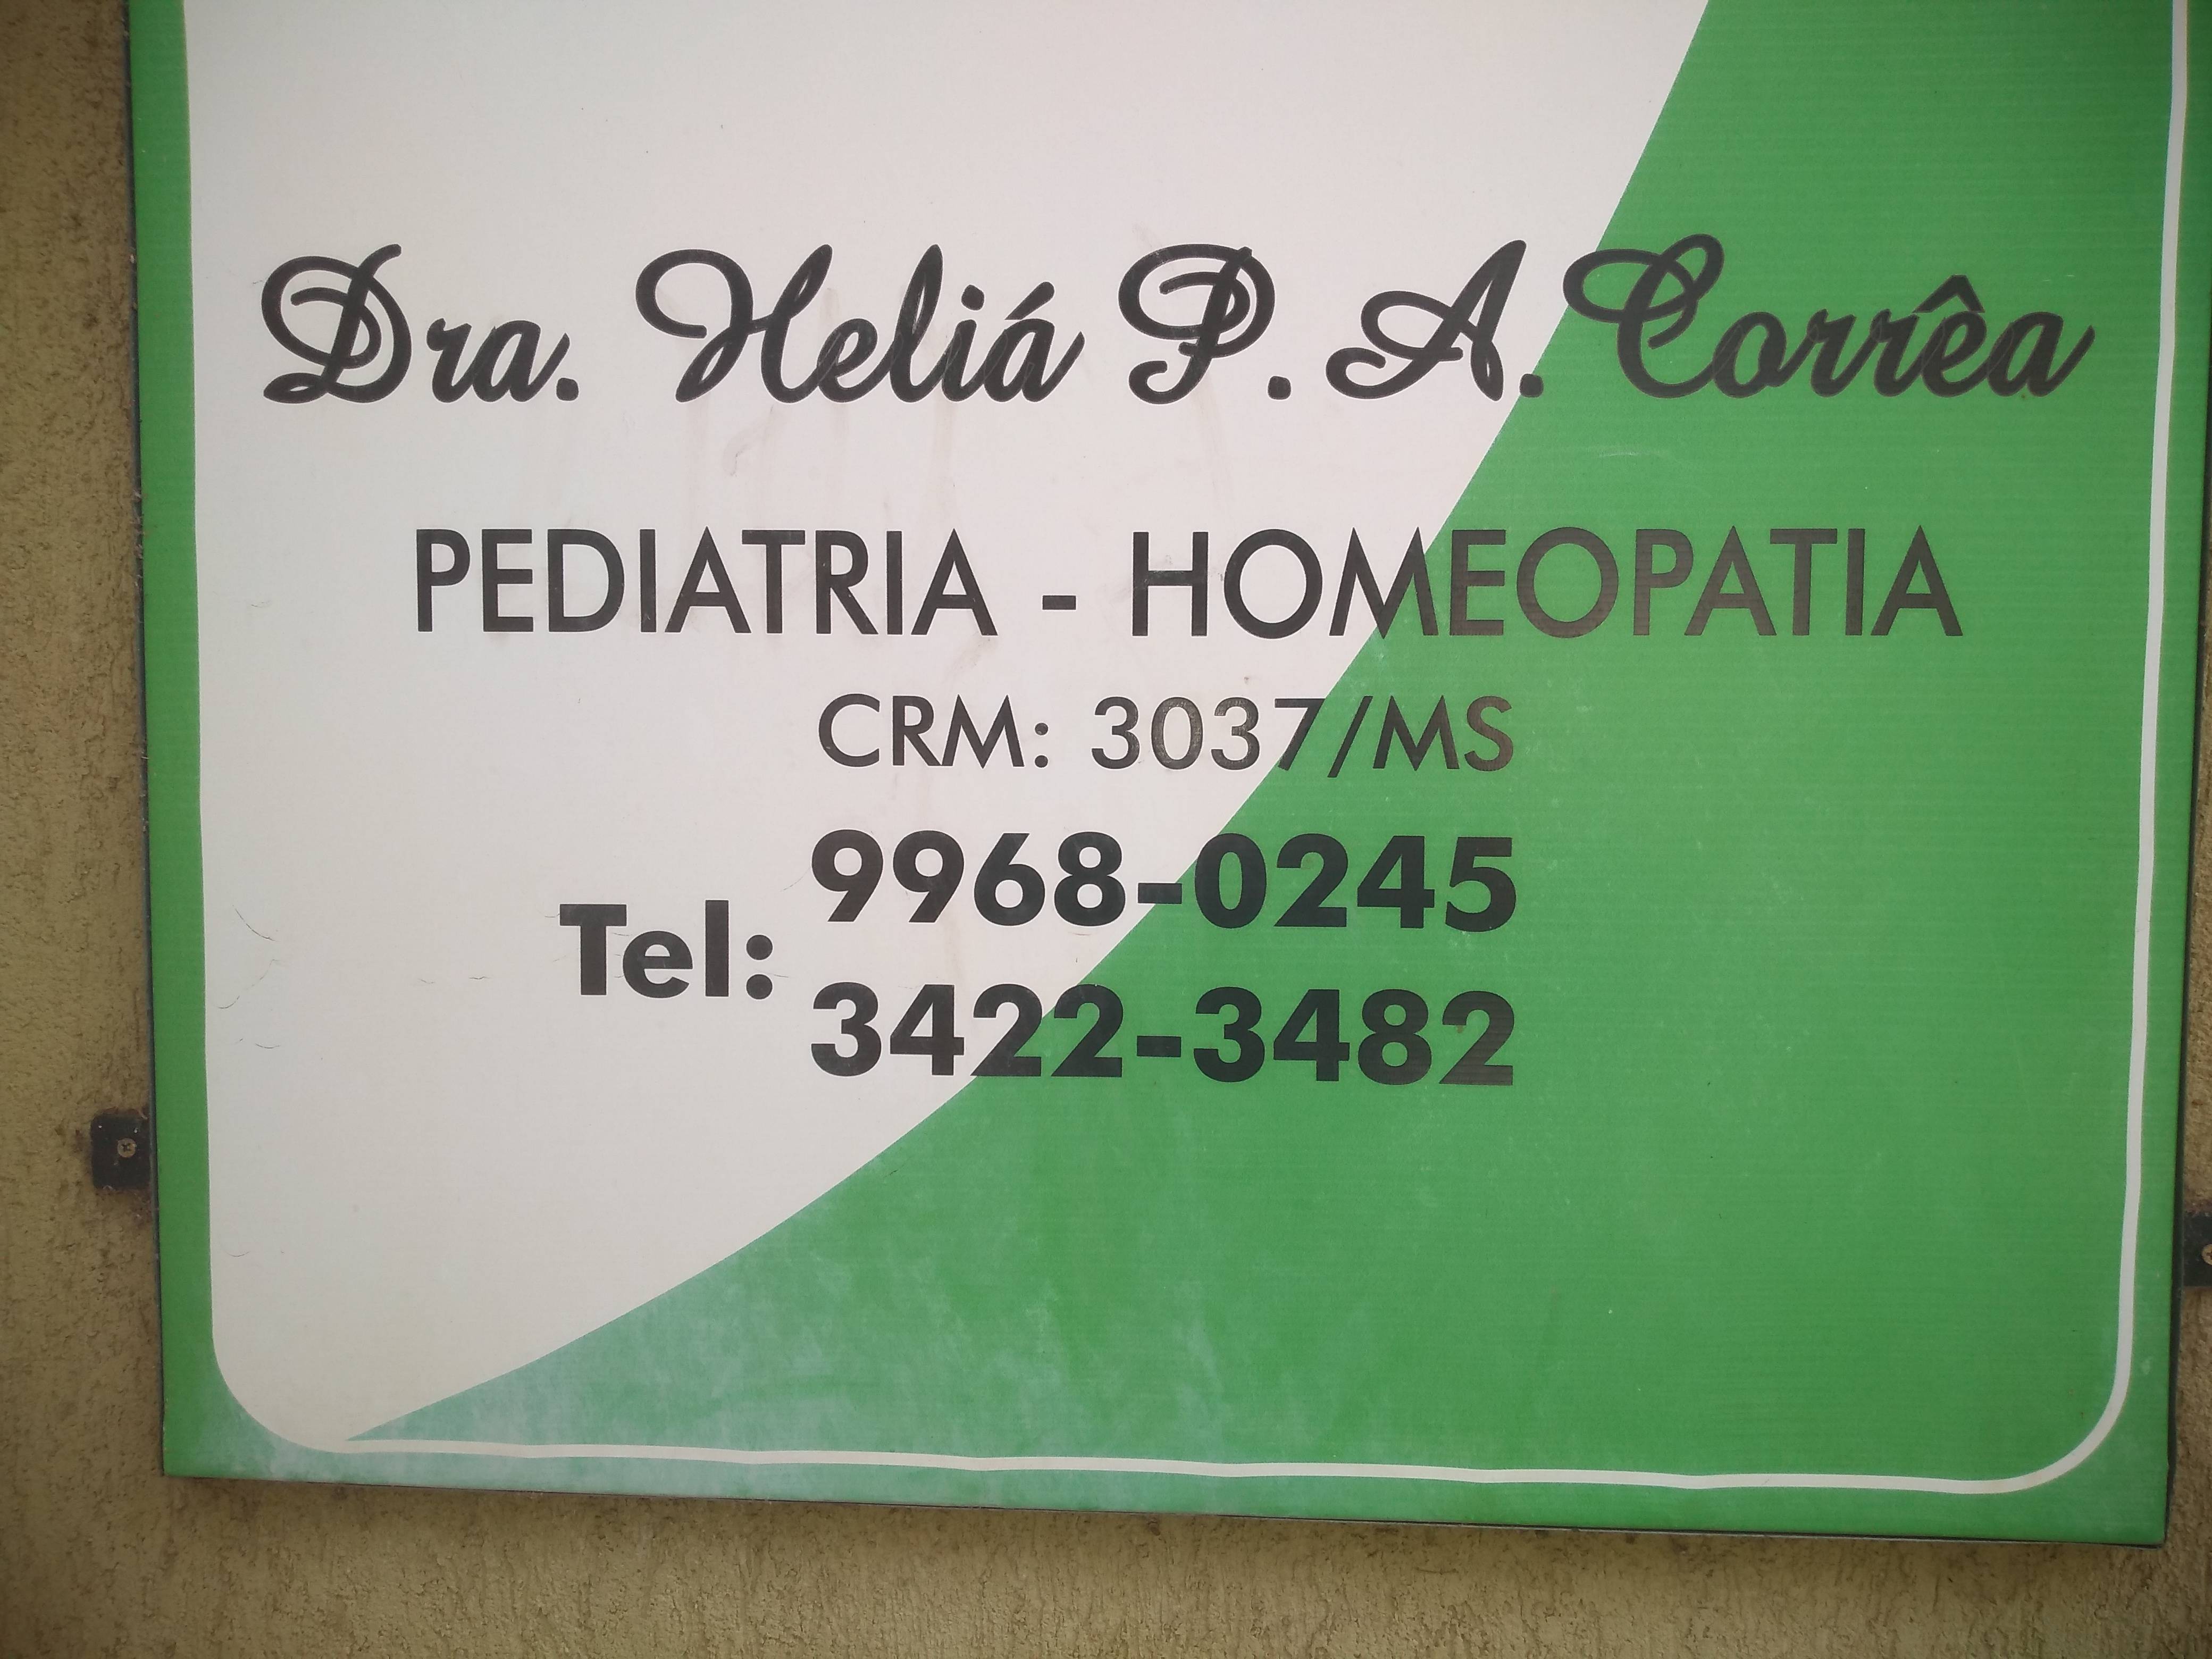 Dra. Heliá P. A. Corrêa
PEDIATRIA - HOMEOPATIA
CRM: 3037/MS
Tel: 9968-0245
3422-3482